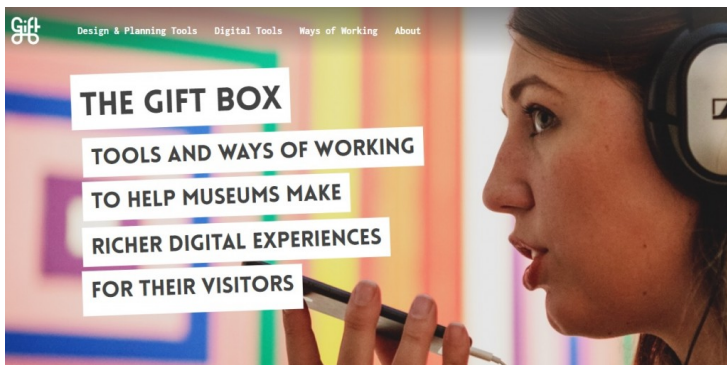 Gift
Design & Planning Tools Digital Tools Ways of Working About
THE GIFT BOX
TOOLS AND WAYS OF WORKING
TO HELP MUSEUMS MAKE
RICHER DIGITAL EXPERIENCES
FOR THEIR VISITORS